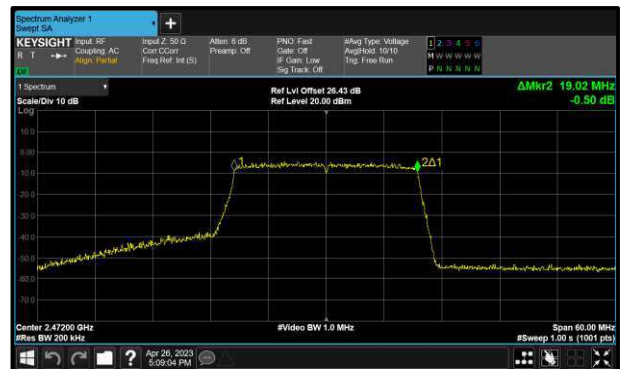 Spectrum Analyzer 1
Swept SA
KEYSIGHT
R T
Input: RF
Coupling: AC
Align: Partial
Input Z: 50 Ω
Corr CCorr
Freq Ref: Int (S)
Atten: 6 dB
Preamp: Off
PNO: Fast
Gate: Off
IF Gain: Low
Sig Track: Off
#Avg Type: Voltage
Avg|Hold: 10/10
Trig: Free Run
1 2 3 4 5 6
M W W W W W
P N N N N N
1 Spectrum
Scale/Div 10 dB
Log
Ref Lvl Offset 26.43 dB
Ref Level 20.00 dBm
ΔMkr2 19.02 MHz
-0.50 dB
10.0
0.00
-10.0
-20.0
-30.0
-40.0
-50.0
-60.0
-70.0
1
2Δ1
Center 2.47200 GHz
#Res BW 200 kHz
#Video BW 1.0 MHz
Span 60.00 MHz
#Sweep 1.00 s (1001 pts)
Apr 26, 2023
5:09:04 PM